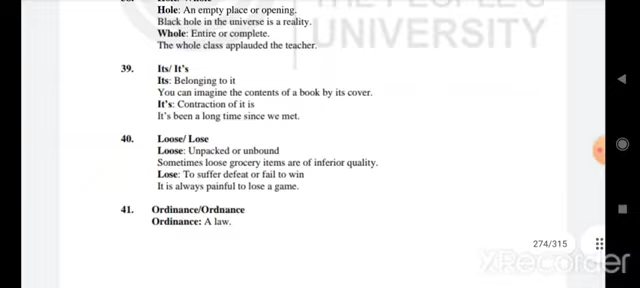 Hole: An empty place or opening.
Black hole in the universe is a reality.
Whole: Entire or complete.
The whole class applauded the teacher.
UNIVERSITY
39. Its/ It's
Its: Belonging to it
You can imagine the contents of a book by its cover.
It's: Contraction of it is
It's been a long time since we met.
40. Loose/ Lose
Loose: Unpacked or unbound
Sometimes loose grocery items are of inferior quality.
Lose: To suffer defeat or fail to win
It is always painful to lose a game.
41. Ordinance/Ordnance
Ordinance: A law.
274/315
XRecorder